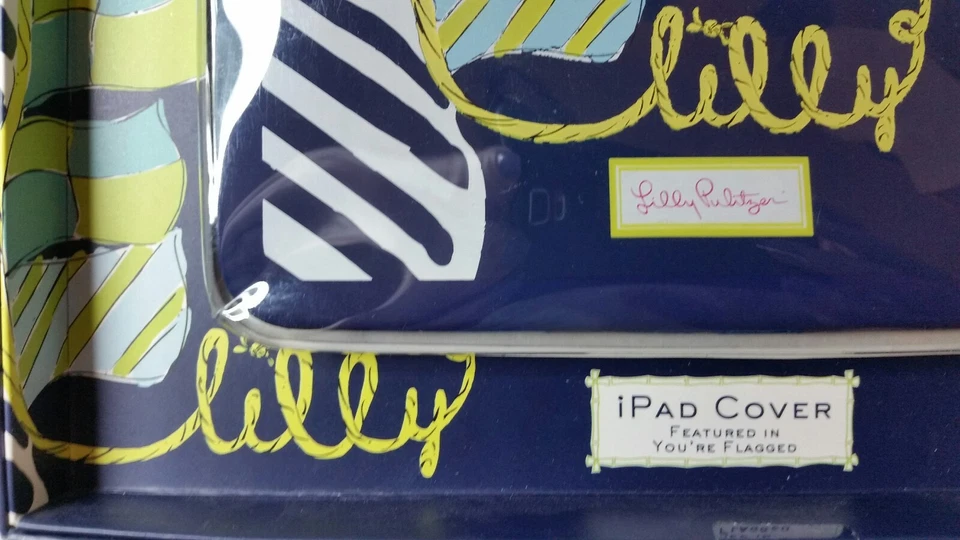 lilly
Lilly Pulitzer
lilly
iPad Cover
Featured in
You're Flagged